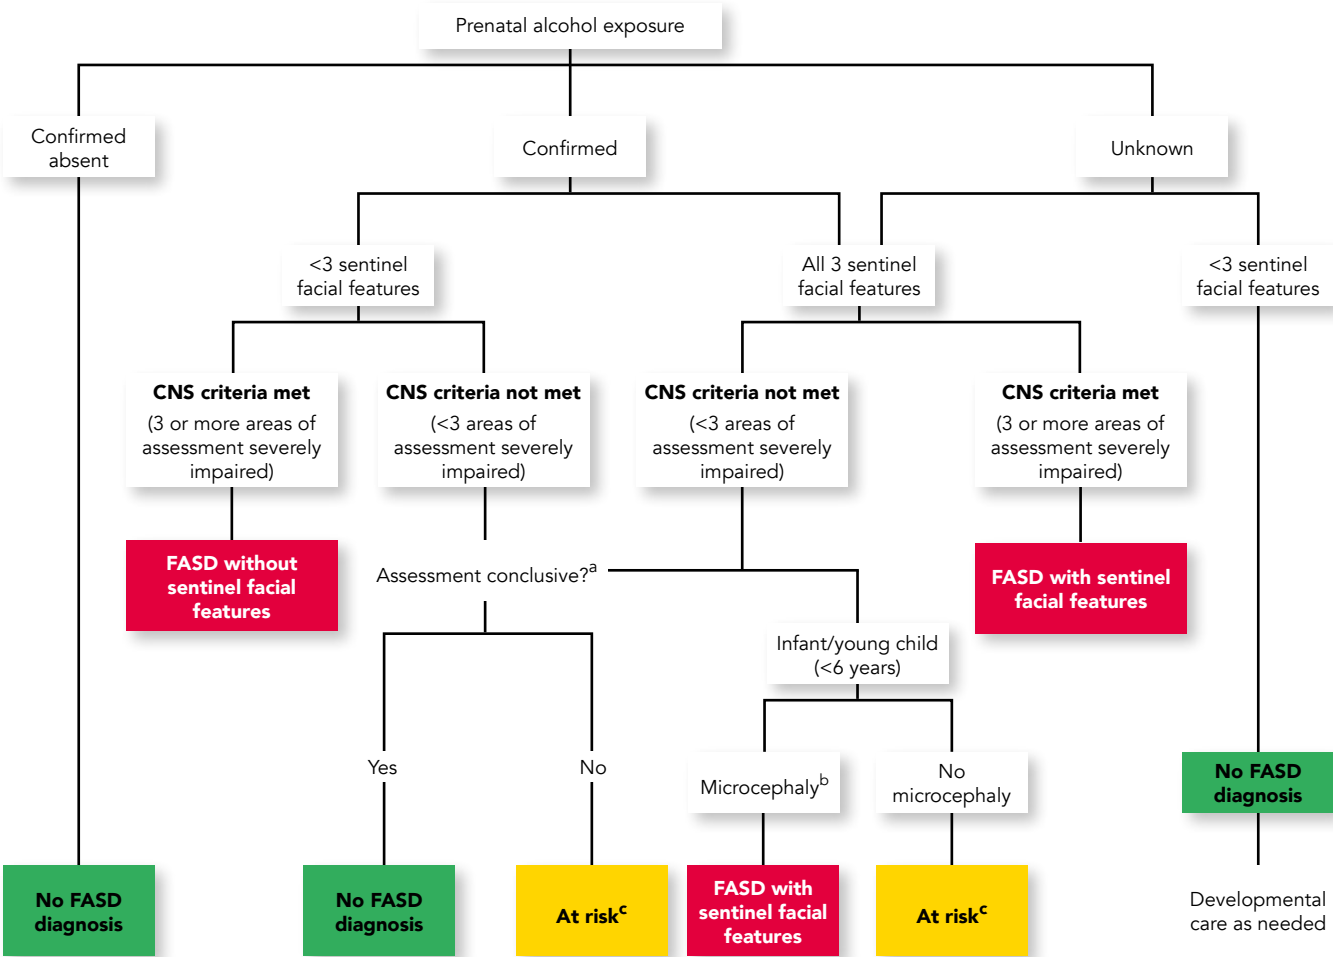 Prenatal alcohol exposure
Confirmed
absent
Confirmed
Unknown
<3 sentinel
facial features
All 3 sentinel
facial features
<3 sentinel
facial features
CNS criteria met
(3 or more areas of
assessment severely
impaired)
CNS criteria not met
(<3 areas of
assessment severely
impaired)
CNS criteria not met
(<3 areas of
assessment severely
impaired)
CNS criteria met
(3 or more areas of
assessment severely
impaired)
FASD without
sentinel facial
features
Assessment conclusive?a
FASD with sentinel
facial features
Infant/young child
(<6 years)
Yes
No
Microcephalyb
No
microcephaly
No FASD
diagnosis
No FASD
diagnosis
No FASD
diagnosis
At riskc
FASD with
sentinel facial
features
At riskc
Developmental
care as needed